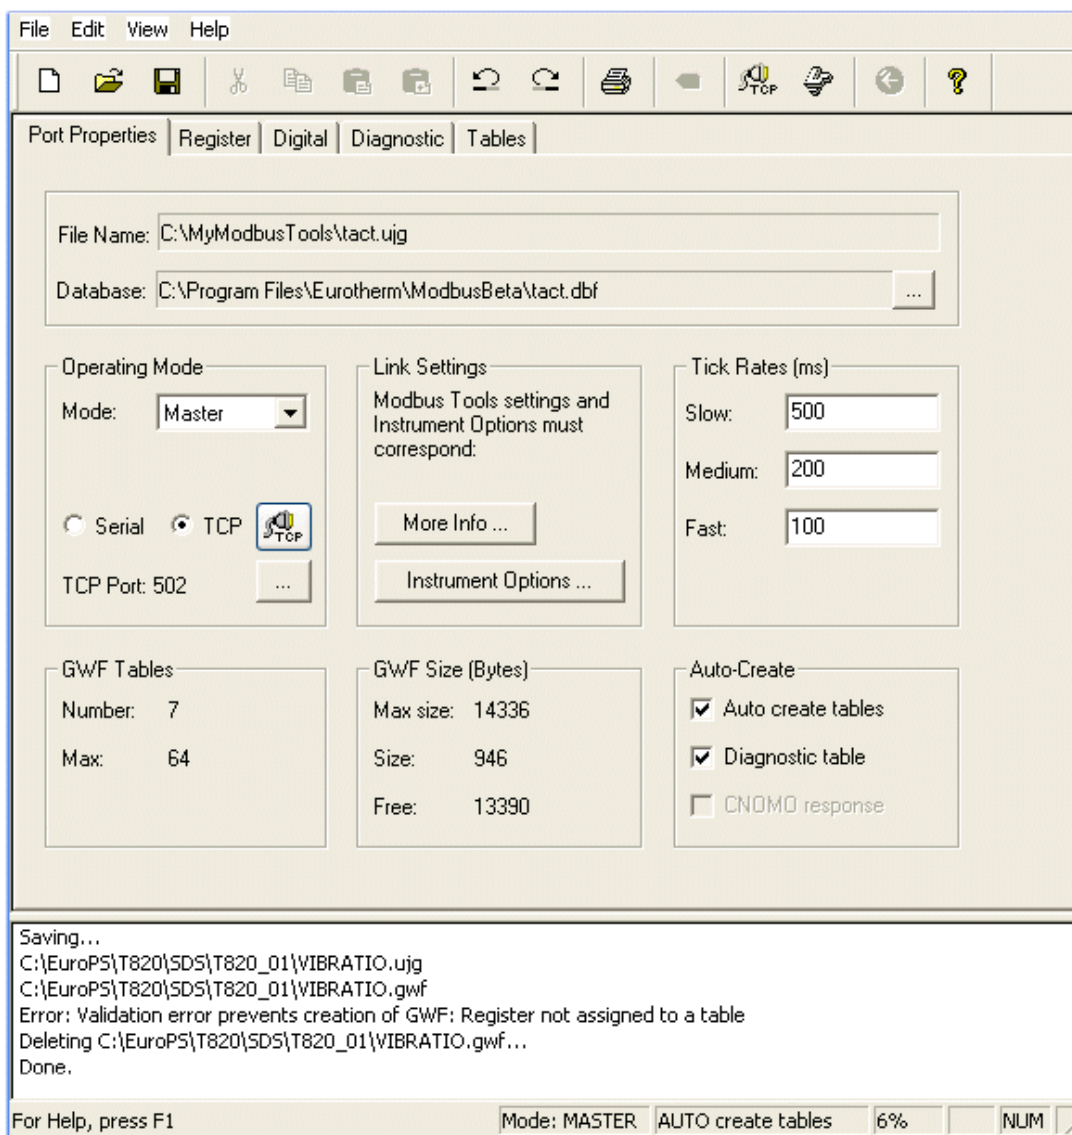 File Edit View Help
TCP
Port Properties Register Digital Diagnostic Tables
File Name: C:\MyModbusTools\tact.ujg
Database: C:\Program Files\Eurotherm\ModbusBeta\tact.dbf ...
Operating Mode
Mode: Master
Serial TCP TCP
TCP Port: 502 ...
Link Settings
Modbus Tools settings and
Instrument Options must
correspond:
More Info ...
Instrument Options ...
Tick Rates (ms)
Slow: 500
Medium: 200
Fast: 100
GWF Tables
Number: 7
Max: 64
GWF Size (Bytes)
Max size: 14336
Size: 946
Free: 13390
Auto-Create
Auto create tables
Diagnostic table
CNOMO response
Saving...
C:\EuroPS\T820\SDS\T820_01\VIBRATIO.ujg
C:\EuroPS\T820\SDS\T820_01\VIBRATIO.gwf
Error: Validation error prevents creation of GWF: Register not assigned to a table
Deleting C:\EuroPS\T820\SDS\T820_01\VIBRATIO.gwf...
Done.
For Help, press F1 Mode: MASTER AUTO create tables 6% NUM